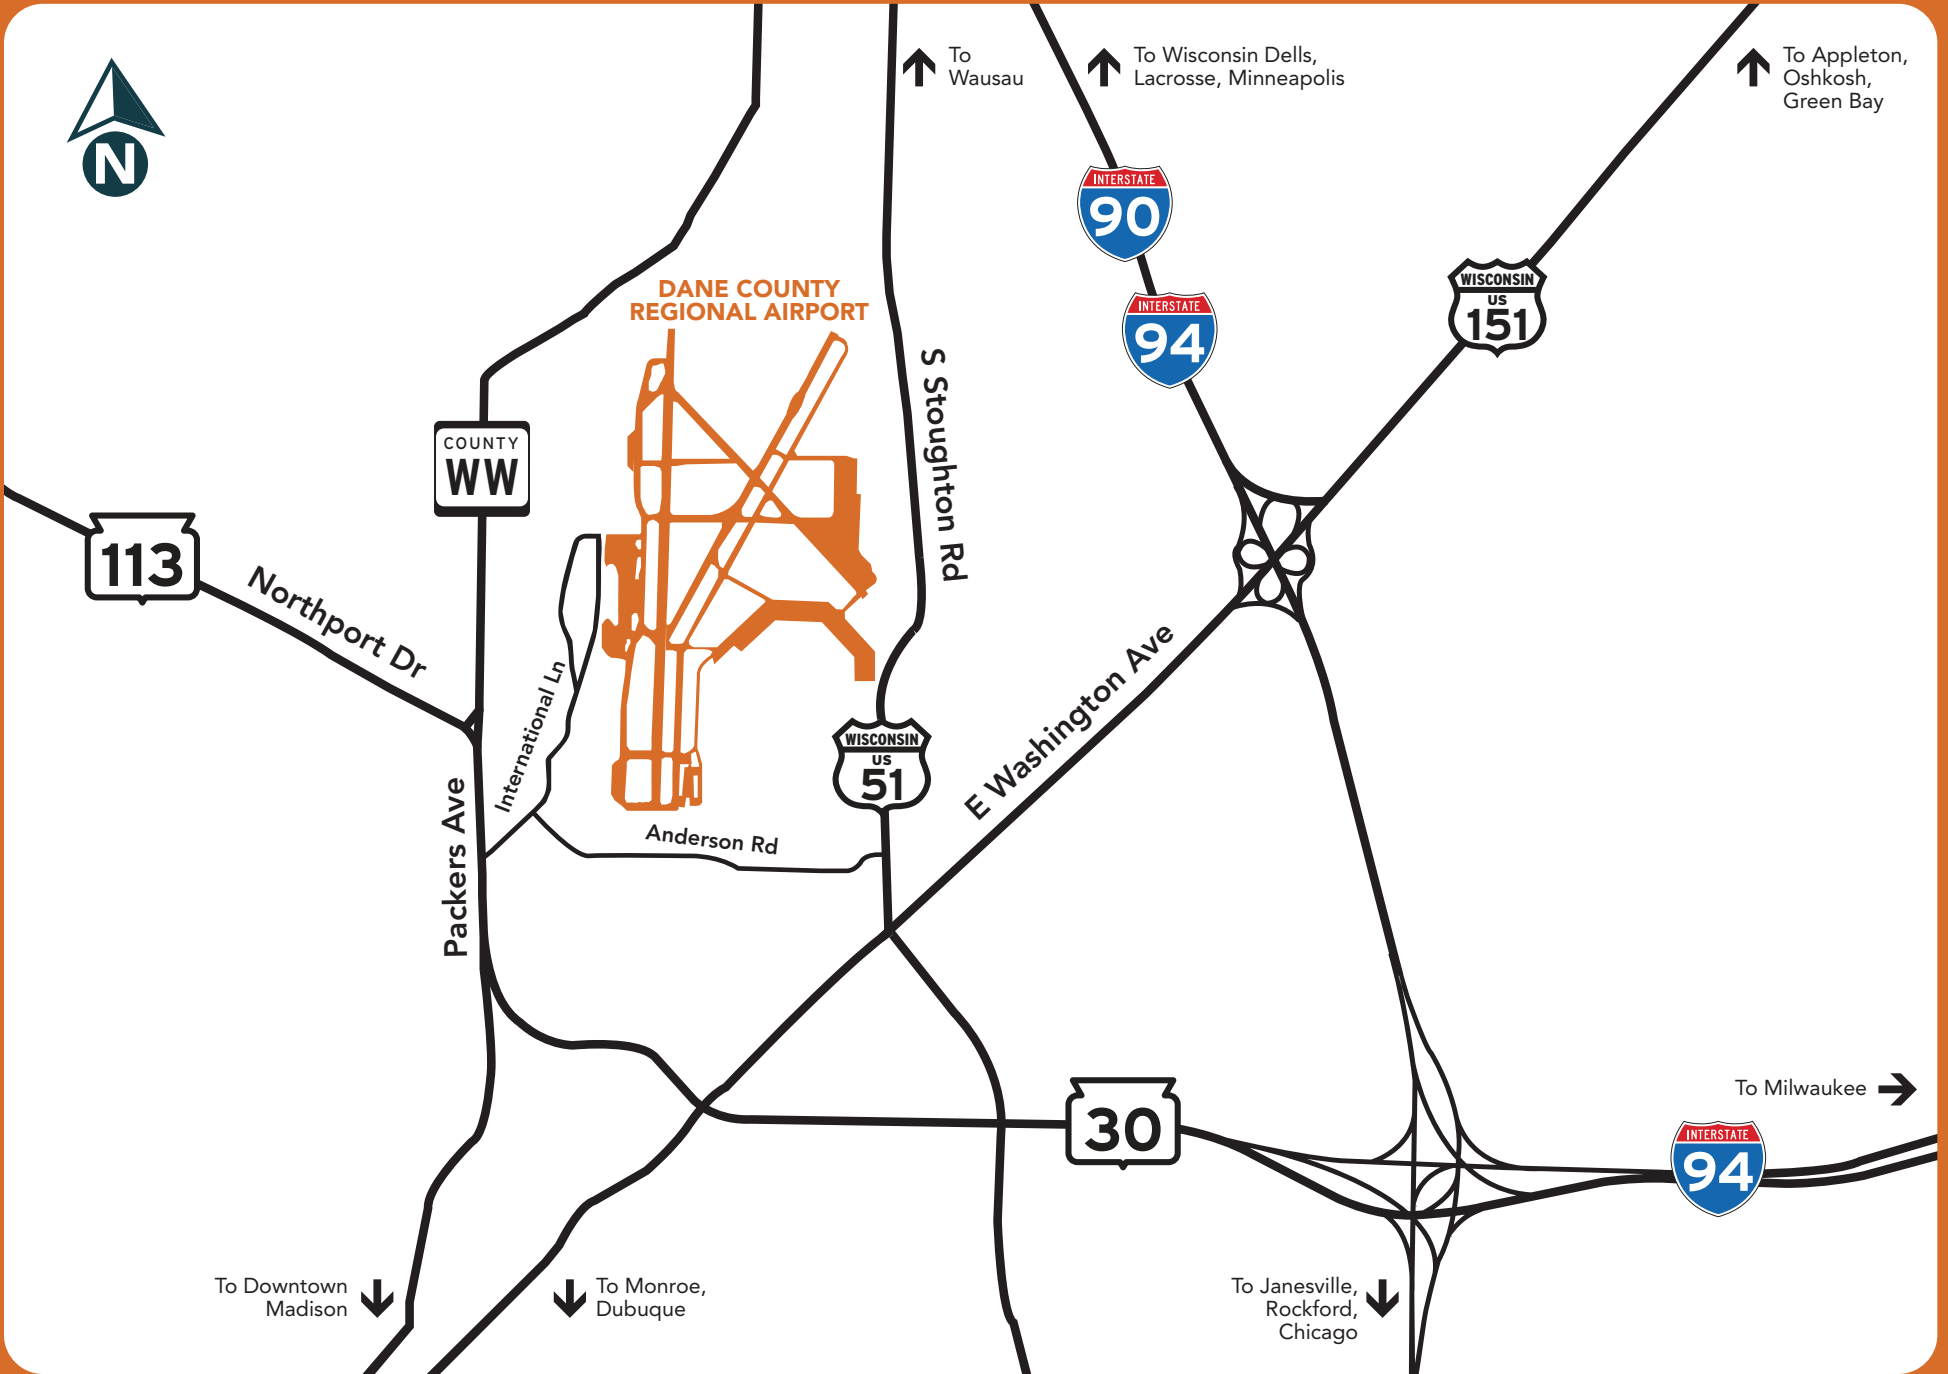 To
Wausau
To Wisconsin Dells,
Lacrosse, Minneapolis
To Appleton,
Oshkosh,
Green Bay
N
INTERSTATE
90
INTERSTATE
94
WISCONSIN
US
151
DANE COUNTY
REGIONAL AIRPORT
S Stoughton Rd
COUNTY
WW
113
Northport Dr
International Ln
E Washington Ave
WISCONSIN
US
51
Packers Ave
Anderson Rd
30
To Milwaukee
INTERSTATE
94
To Downtown
Madison
To Monroe,
Dubuque
To Janesville,
Rockford,
Chicago